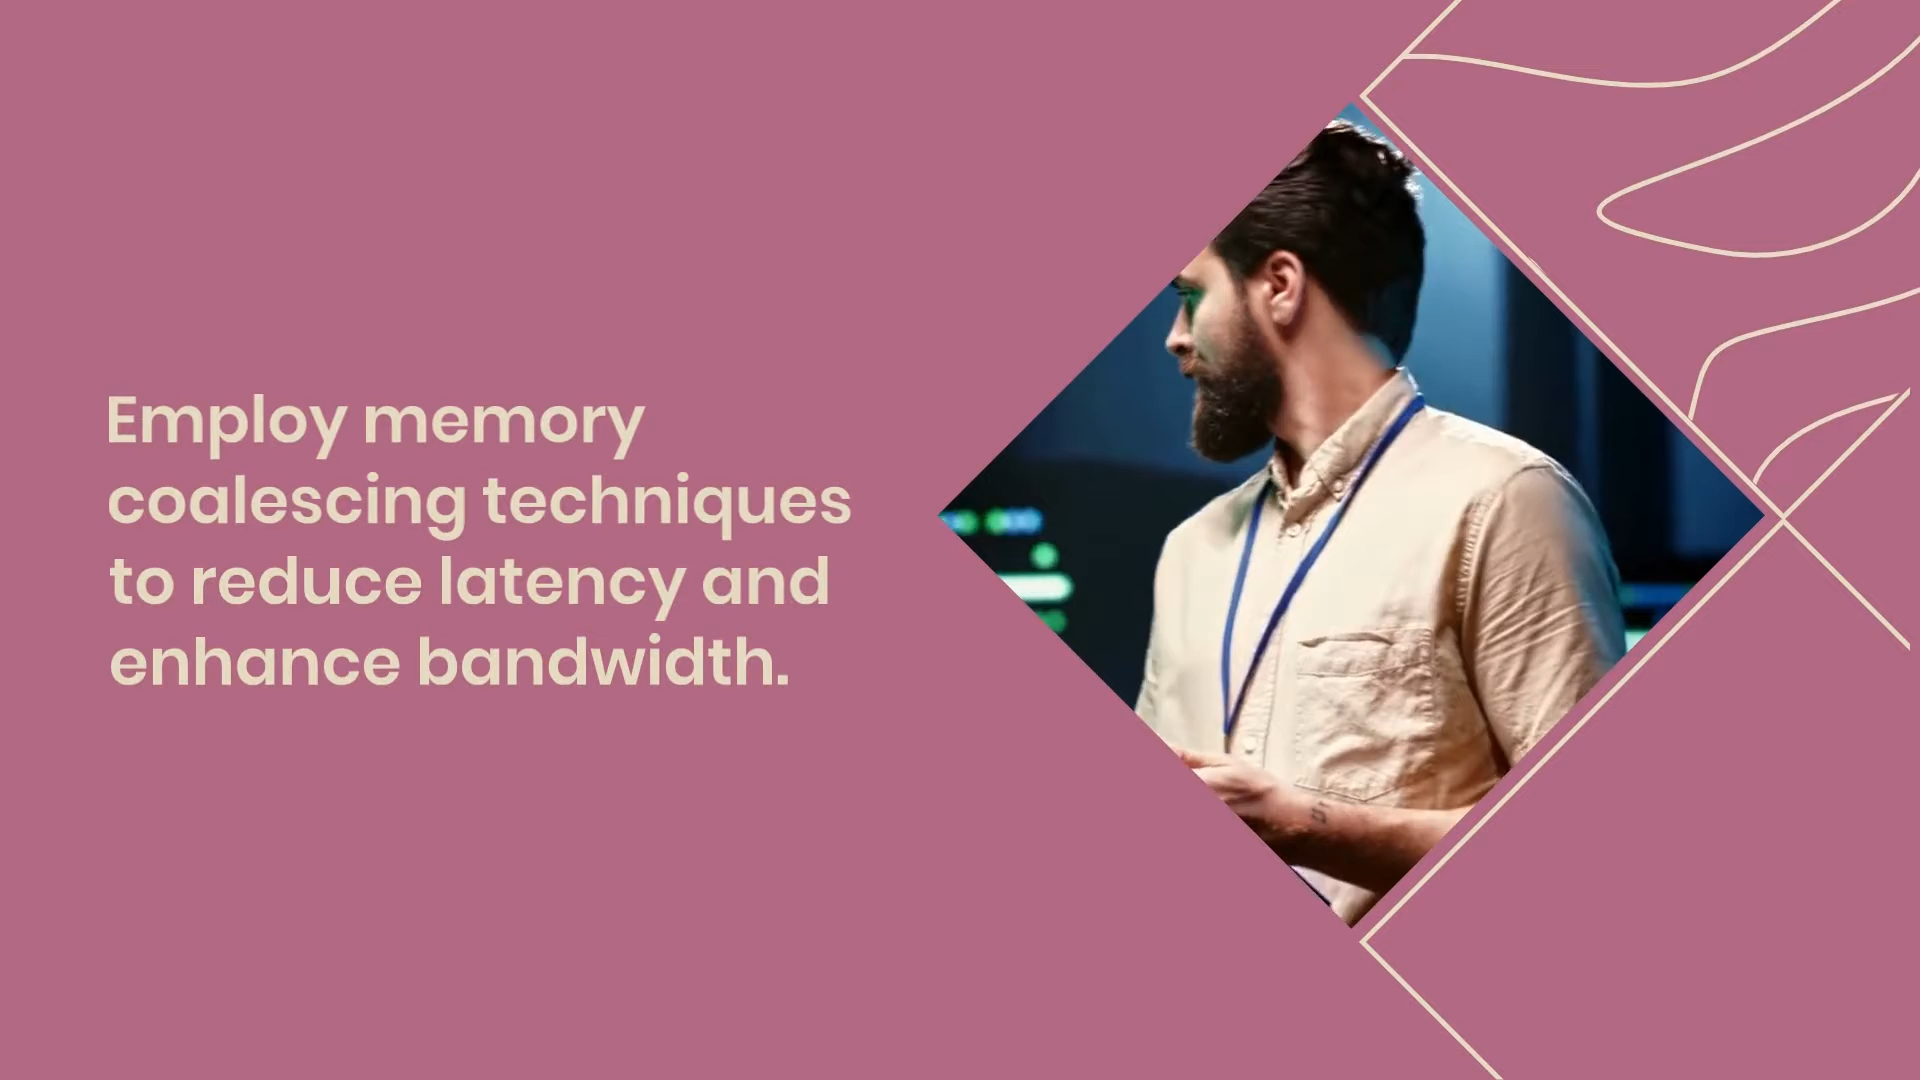 Employ memory
coalescing techniques
to reduce latency and
enhance bandwidth.